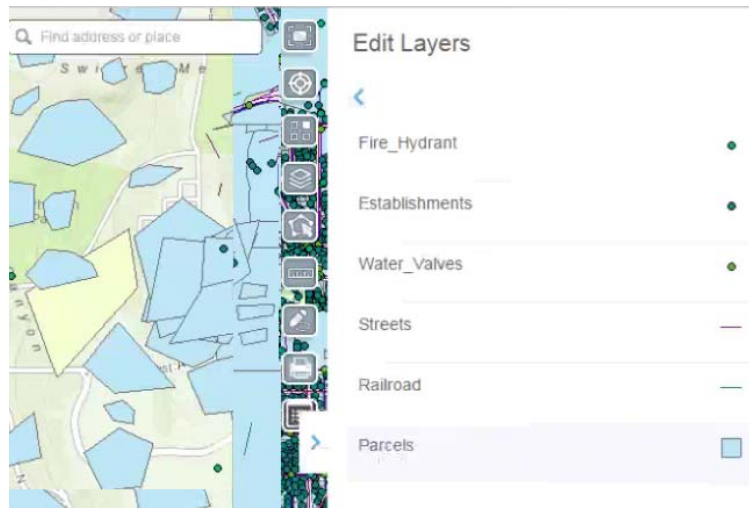 Find address or place
Edit Layers
Fire_Hydrant
Establishments
Water_Valves
Streets
Railroad
Parcels